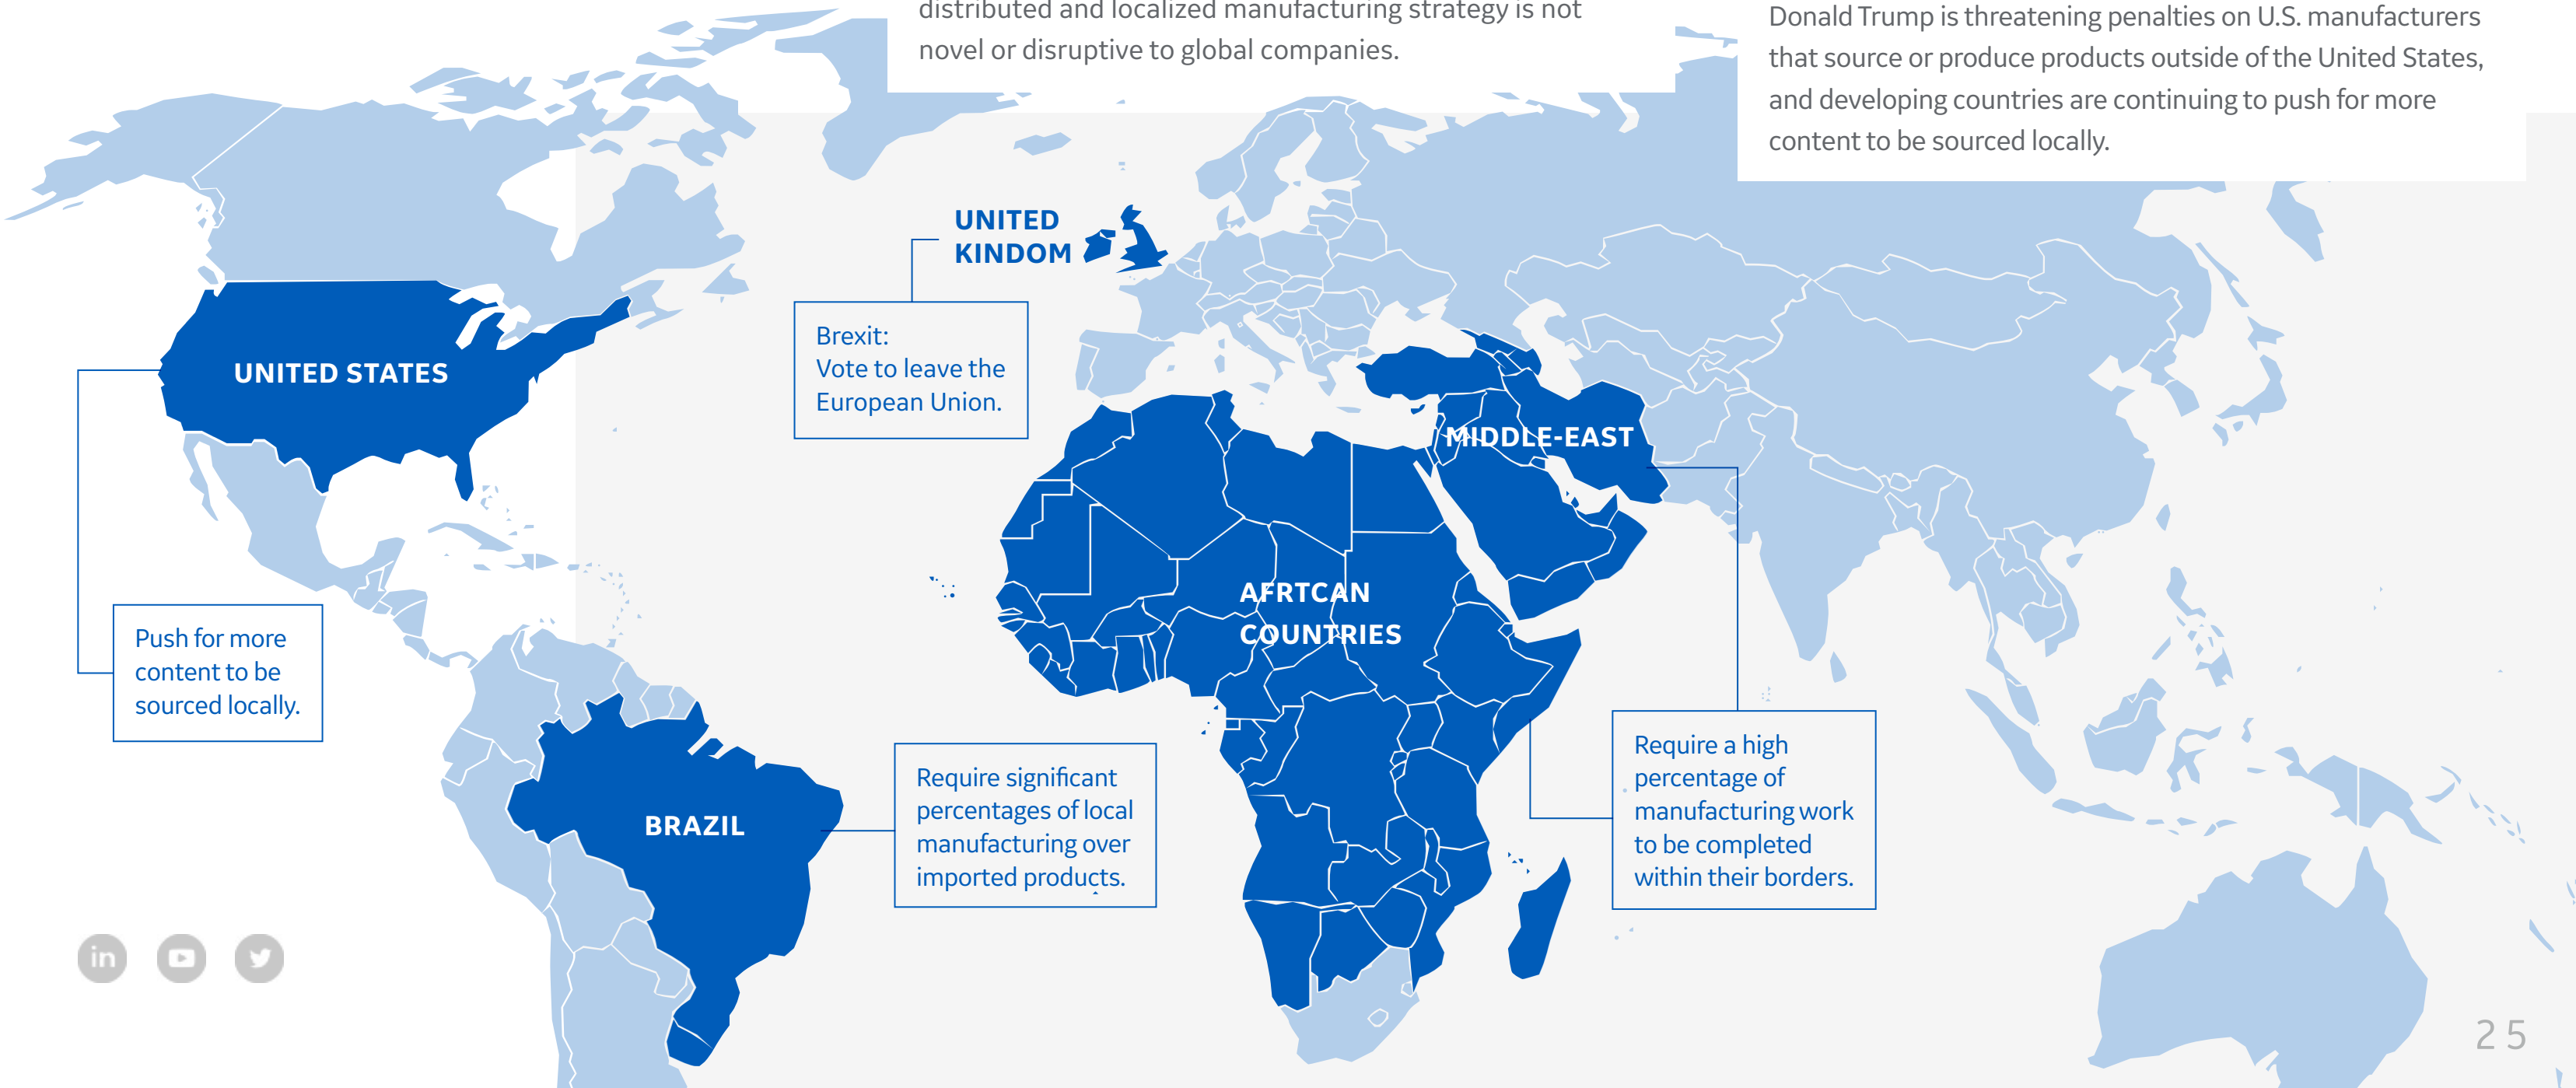 distributed and localized manufacturing strategy is not
novel or disruptive to global companies.
Donald Trump is threatening penalties on U.S. manufacturers
that source or produce products outside of the United States,
and developing countries are continuing to push for more
content to be sourced locally.
UNITED
KINDOM
Brexit:
Vote to leave the
European Union.
UNITED STATES
Push for more
content to be
sourced locally.
MIDDLE-EAST
AFRTCAN
COUNTRIES
Require a high
percentage of
manufacturing work
to be completed
within their borders.
BRAZIL
Require significant
percentages of local
manufacturing over
imported products.
in
25